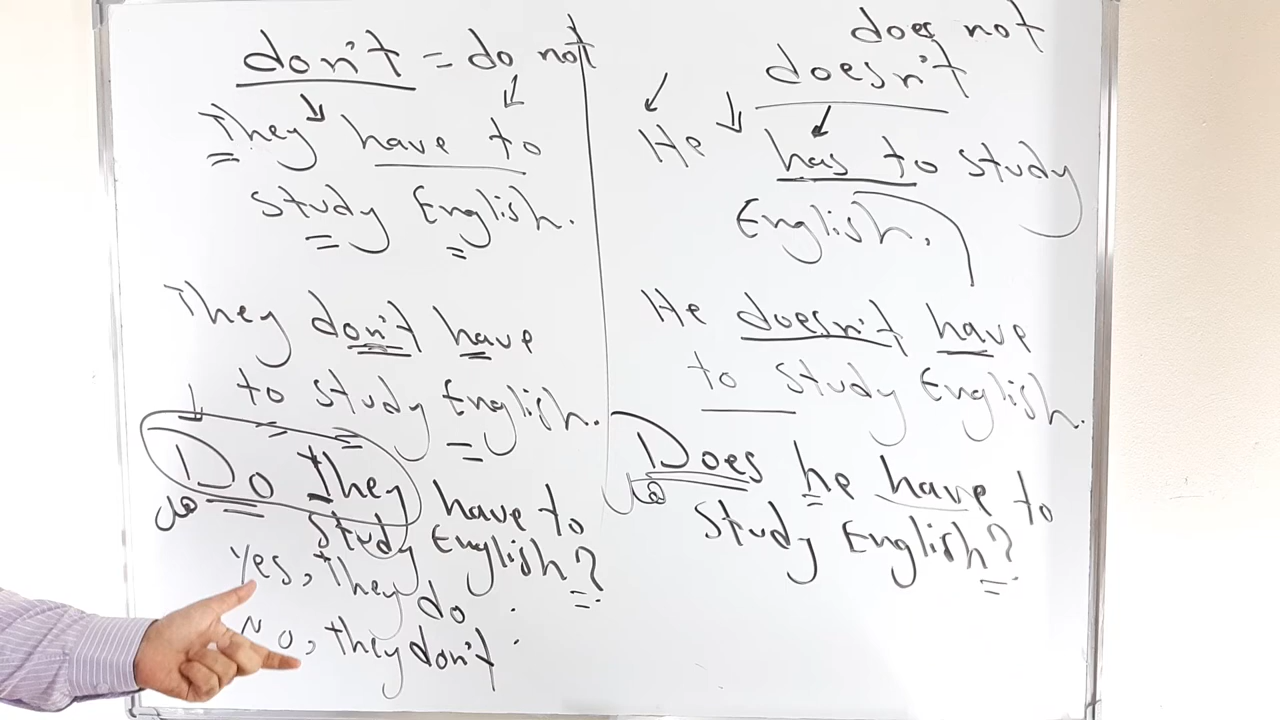 don't = do not
They have to
study English.
They don't have
to study English.
Do they have to
study English?
Yes, they do.
No, they don't.
does not
doesn't
He has to study
English.
He doesn't have
to study English.
Does he have to
study English?